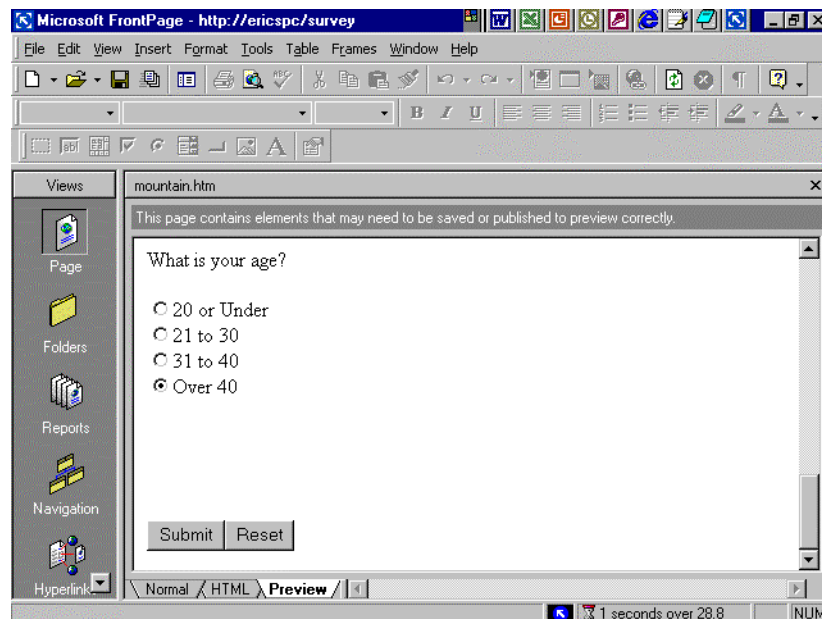 Microsoft FrontPage - http://ericspc/survey
File Edit View Insert Format Tools Table Frames Window Help
B I U
abl
A
Views
mountain.htm
This page contains elements that may need to be saved or published to preview correctly.
Page
Folders
Reports
Navigation
Hyperlink
What is your age?
20 or Under
21 to 30
31 to 40
Over 40
Submit Reset
Normal HTML Preview
1 seconds over 28.8 NUM